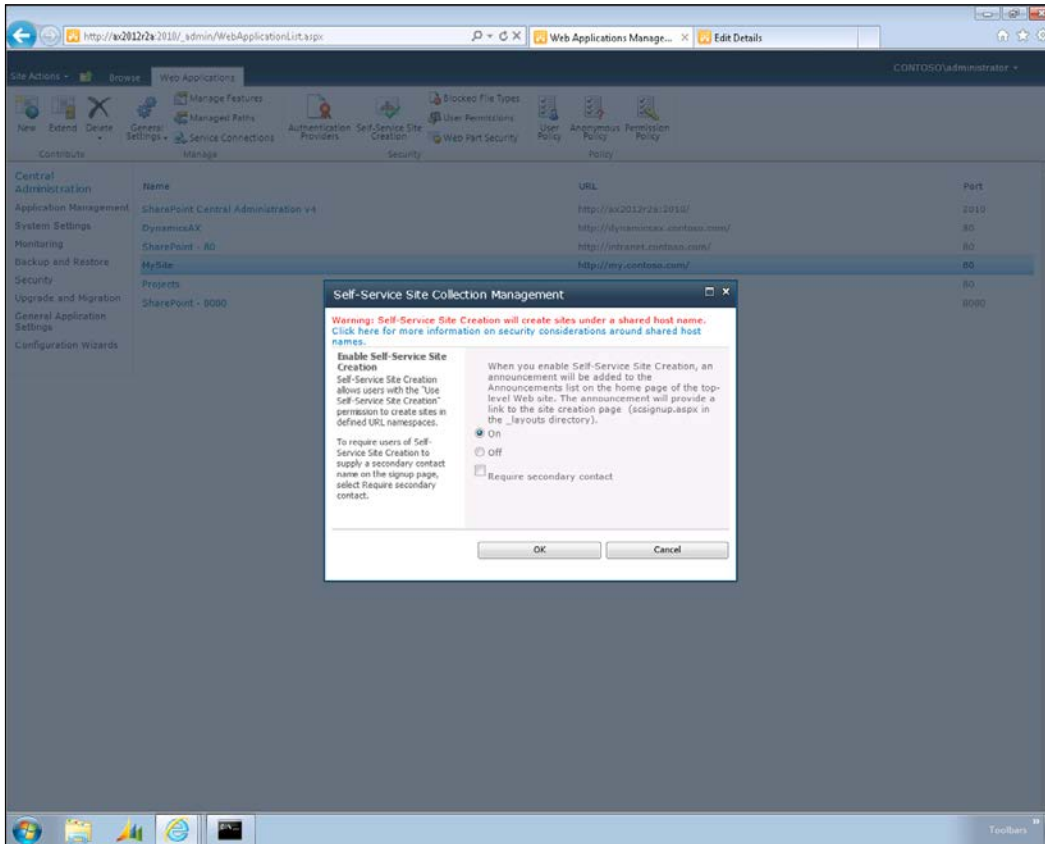 http://ax2012r2a:2010/_admin/WebApplicationList.aspx
Web Applications Manage...
Edit Details
Site Actions
Browse
Web Applications
CONTOSO\administrator
New
Extend
Delete
General Settings
Manage Features
Managed Paths
Service Connections
Authentication Providers
Self-Service Site Creation
Blocked File Types
User Permissions
Web Part Security
User Policy
Anonymous Policy
Permission Policy
Contribute
Manage
Security
Policy
Central
Administration
Application Management
System Settings
Monitoring
Backup and Restore
Security
Upgrade and Migration
General Application
Settings
Configuration Wizards
Name URL Port
SharePoint Central Administration v4 http://ax2012r2a:2010/ 2010
DynamicsAX http://dynamicsax.contoso.com/ 80
SharePoint - 80 http://intranet.contoso.com/ 80
MySite http://my.contoso.com/ 80
Projects 80
SharePoint - 8080 8080
Self-Service Site Collection Management
Warning: Self-Service Site Creation will create sites under a shared host name.
Click here for more information on security considerations around shared host
names.
Enable Self-Service Site
Creation
Self-Service Site Creation
allows users with the "Use
Self-Service Site Creation"
permission to create sites in
defined URL namespaces.
To require users of Self-
Service Site Creation to
supply a secondary contact
name on the signup page,
select Require secondary
contact.
When you enable Self-Service Site Creation, an
announcement will be added to the
Announcements list on the home page of the top-
level Web site. The announcement will provide a
link to the site creation page (scsignup.aspx in
the _layouts directory).
On
Off
Require secondary contact
OK
Cancel
Toolbars